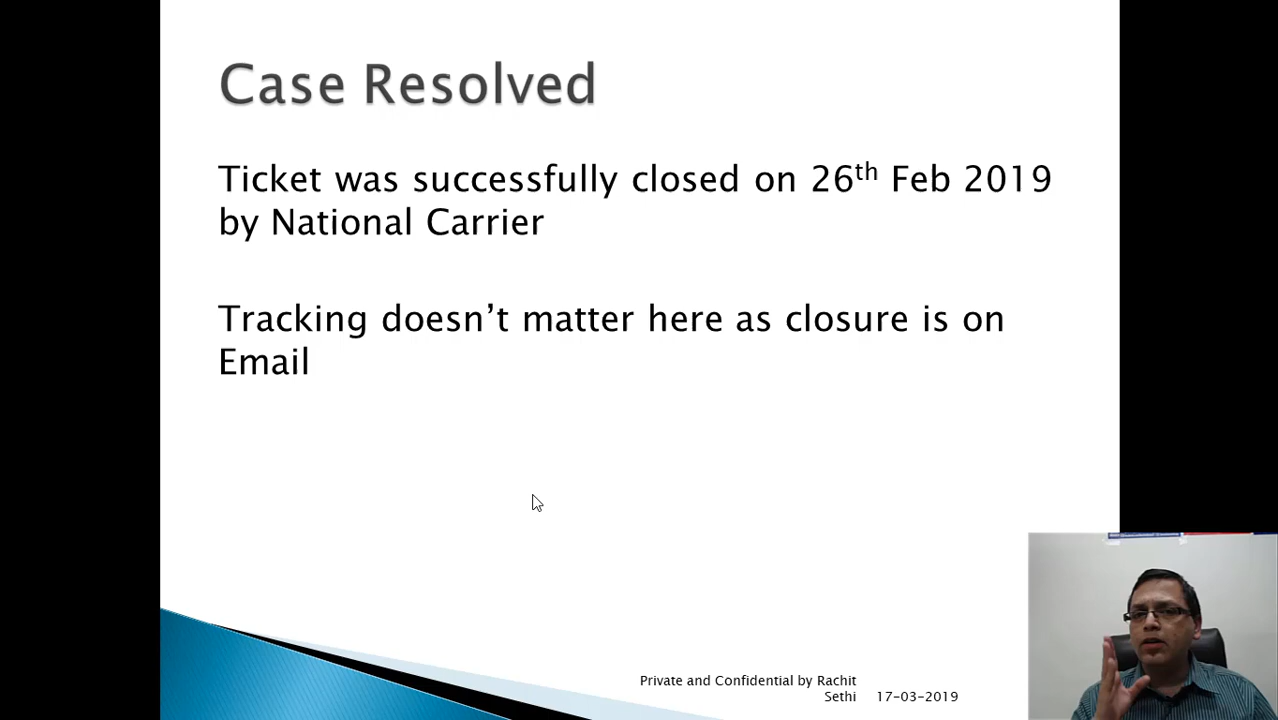 Case Resolved
Ticket was successfully closed on 26th Feb 2019
by National Carrier
Tracking doesn't matter here as closure is on
Email
Private and Confidential by Rachit
Sethi 17-03-2019